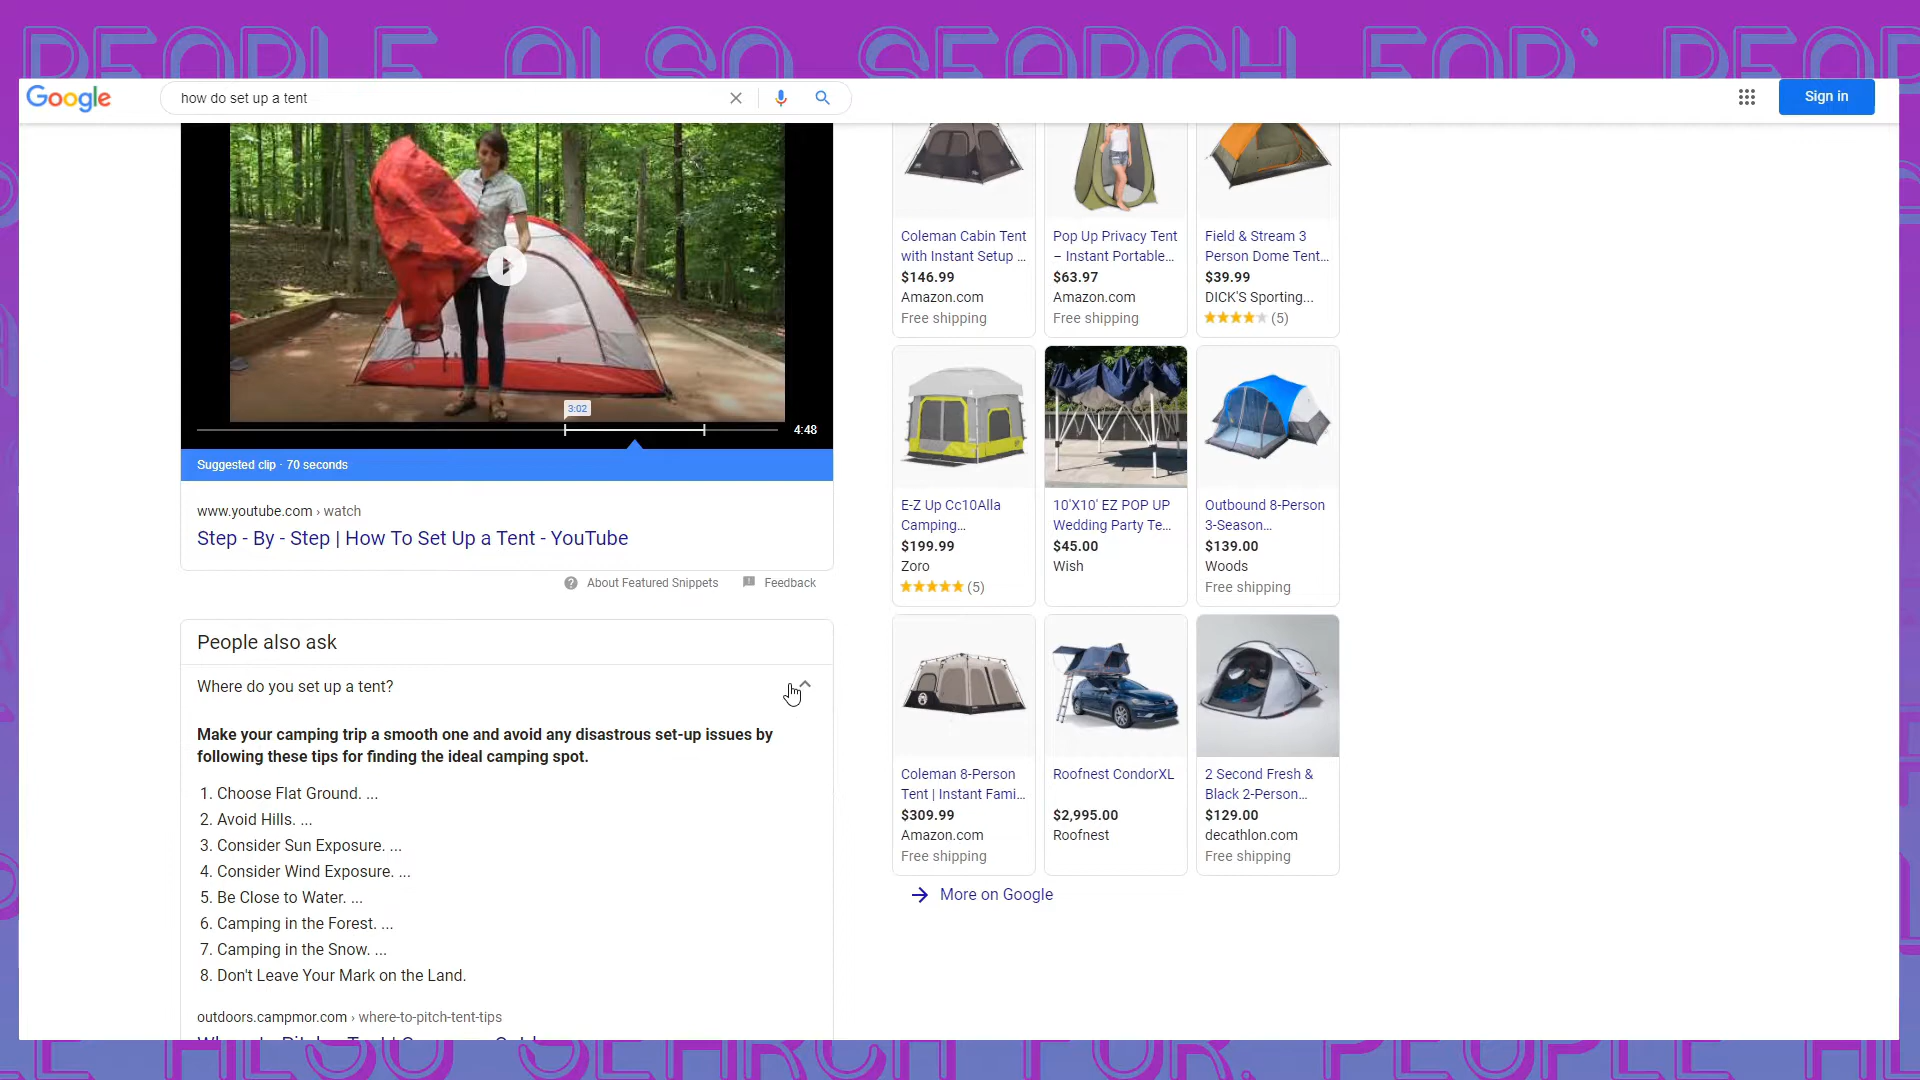 PEOPLE ALSO SEARCH FOR: PEOP
Google
how do set up a tent
Sign in
3:02
4:48
Suggested clip · 70 seconds
www.youtube.com › watch
Step - By - Step | How To Set Up a Tent - YouTube
About Featured Snippets
Feedback
People also ask
Where do you set up a tent?
Make your camping trip a smooth one and avoid any disastrous set-up issues by
following these tips for finding the ideal camping spot.
1. Choose Flat Ground. ...
2. Avoid Hills. ...
3. Consider Sun Exposure. ...
4. Consider Wind Exposure. ...
5. Be Close to Water. ...
6. Camping in the Forest. ...
7. Camping in the Snow. ...
8. Don't Leave Your Mark on the Land.
outdoors.campmor.com › where-to-pitch-tent-tips
Coleman Cabin Tent
with Instant Setup ...
$146.99
Amazon.com
Free shipping
Pop Up Privacy Tent
– Instant Portable...
$63.97
Amazon.com
Free shipping
Field & Stream 3
Person Dome Tent...
$39.99
DICK'S Sporting...
(5)
E-Z Up Cc10Alla
Camping...
$199.99
Zoro
(5)
10'X10' EZ POP UP
Wedding Party Te...
$45.00
Wish
Outbound 8-Person
3-Season...
$139.00
Woods
Free shipping
Coleman 8-Person
Tent | Instant Fami...
$309.99
Amazon.com
Free shipping
Roofnest CondorXL
$2,995.00
Roofnest
2 Second Fresh &
Black 2-Person...
$129.00
decathlon.com
Free shipping
More on Google
LE ALSO SEARCH FOR: PEOPLE AL